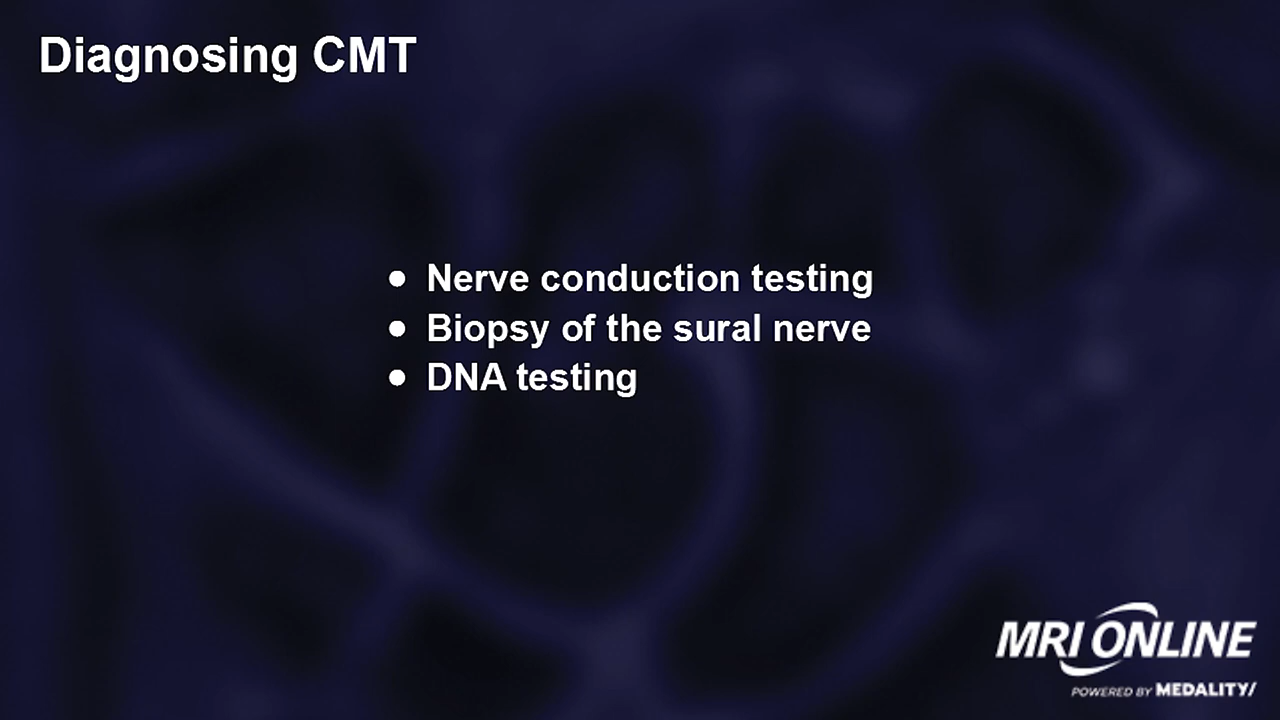 Diagnosing CMT
● Nerve conduction testing
● Biopsy of the sural nerve
● DNA testing
MRI ONLINE
POWERED BY MEDALITY/